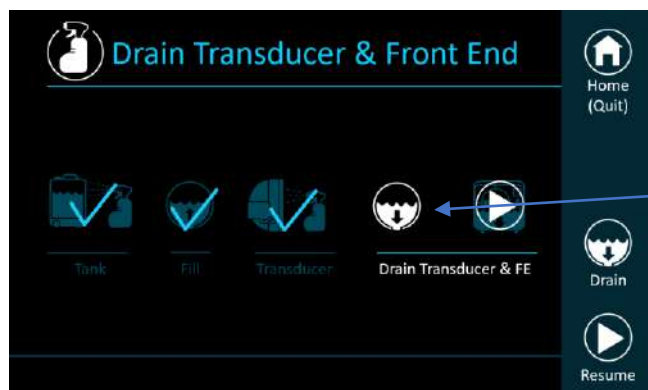 Drain Transducer & Front End
Home
(Quit)
Tank
Fill
Transducer
Drain Transducer & FE
Drain
Resume